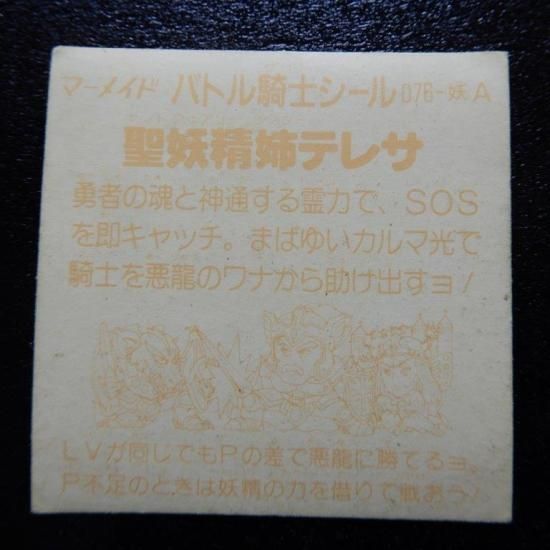 マーメイド バトル騎士シール 076-妖A
聖妖精姉テレサ
勇者の魂と神通する霊力で、SOS
を即キャッチ。まばゆいカルマ光で
騎士を悪龍のワナから助け出すヨ!
LVが同じでもPの差で悪龍に勝てるヨ。
P不足のときは妖精の力を借りて戦おう!